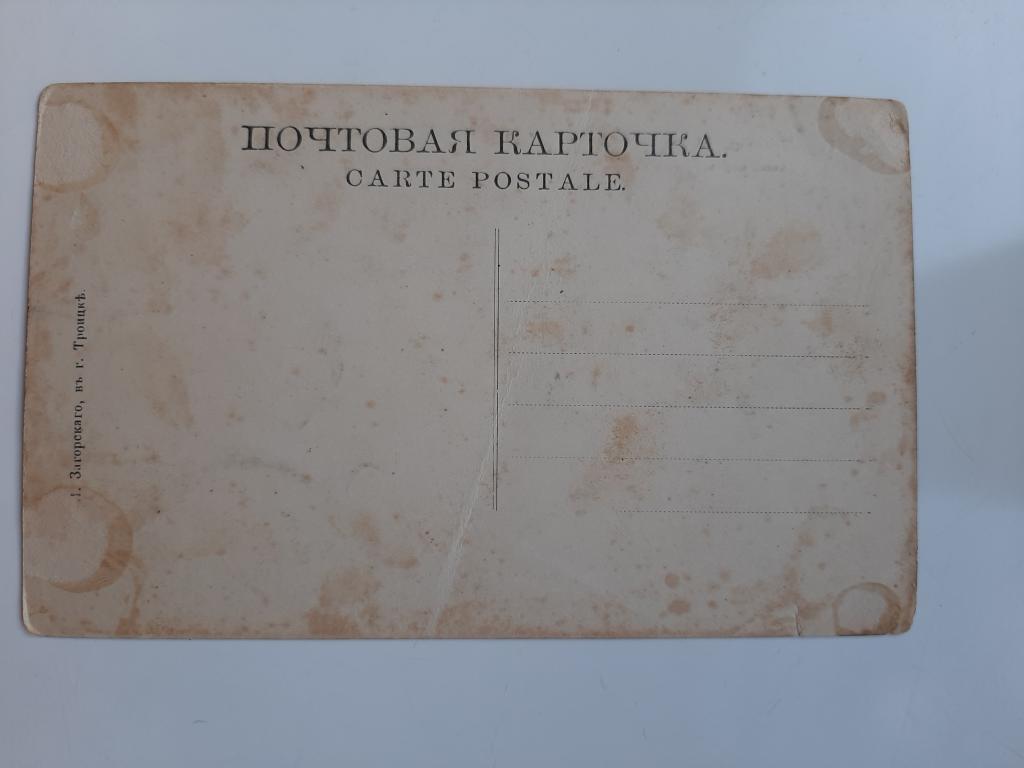 ПОЧТОВАЯ КАРТОЧКА.
CARTE POSTALE.
Загорскаго, въ г. Троицкѣ.